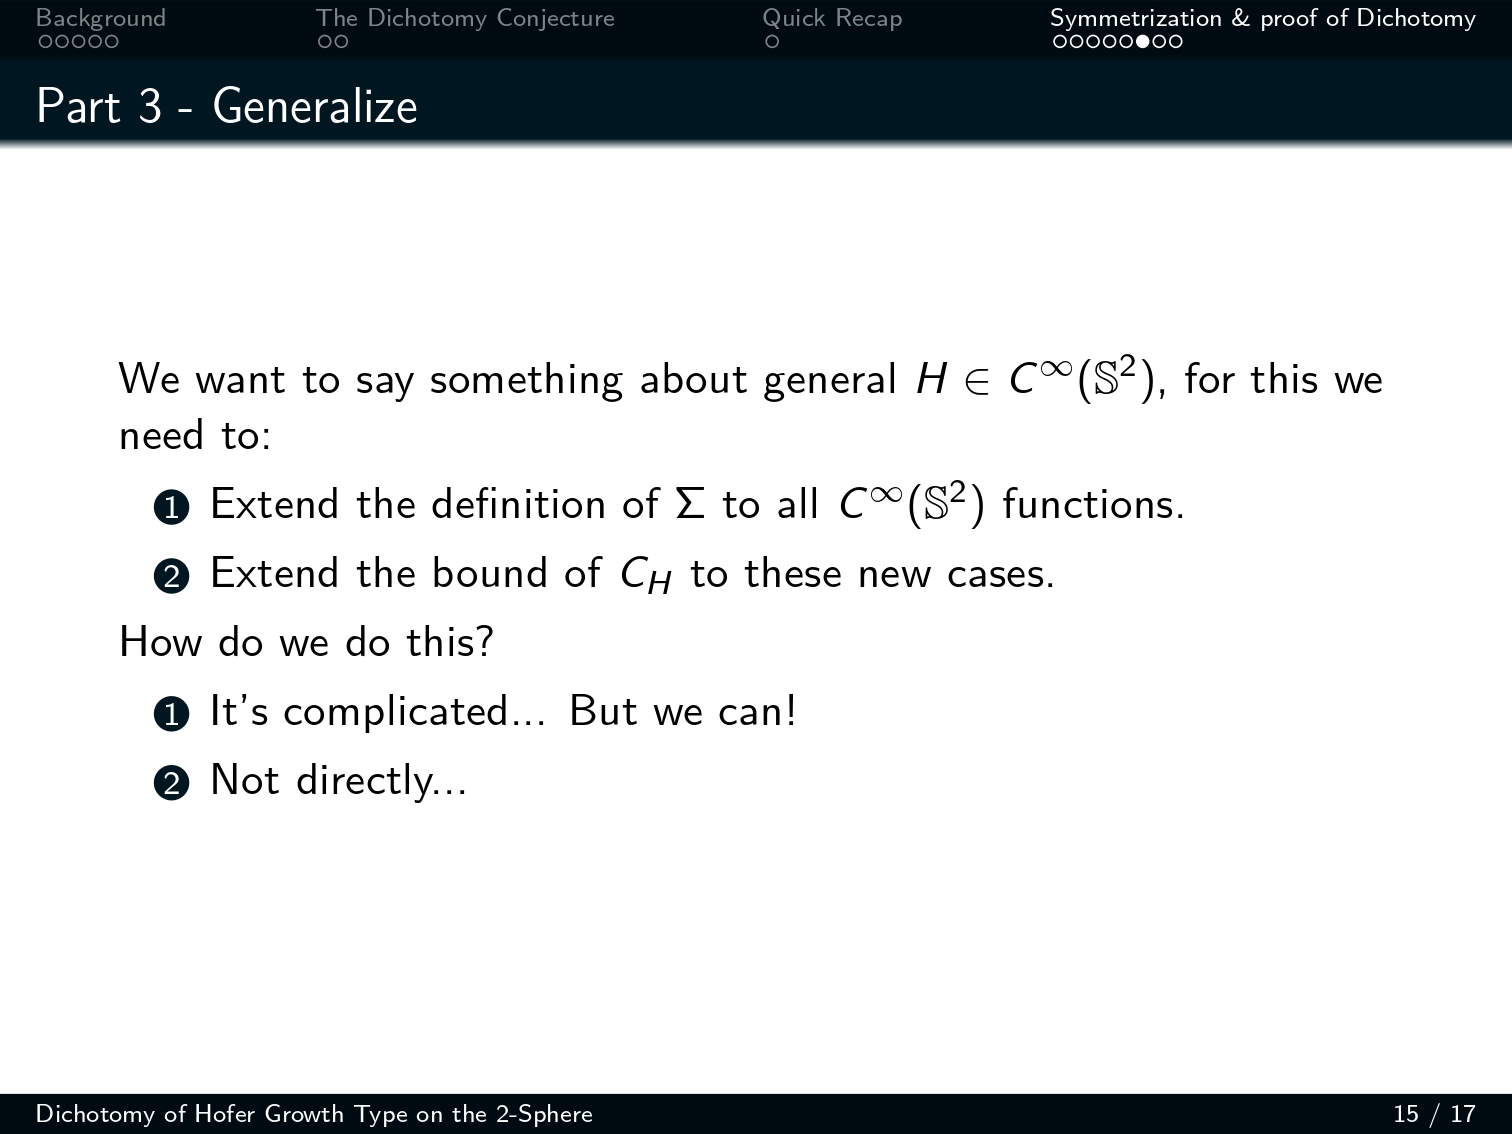 Background The Dichotomy Conjecture Quick Recap Symmetrization & proof of Dichotomy
Part 3 - Generalize
We want to say something about general H ∈ C^∞(𝕊²), for this we
need to:
1 Extend the definition of Σ to all C^∞(𝕊²) functions.
2 Extend the bound of C_H to these new cases.
How do we do this?
1 It's complicated... But we can!
2 Not directly...
Dichotomy of Hofer Growth Type on the 2-Sphere 15 / 17